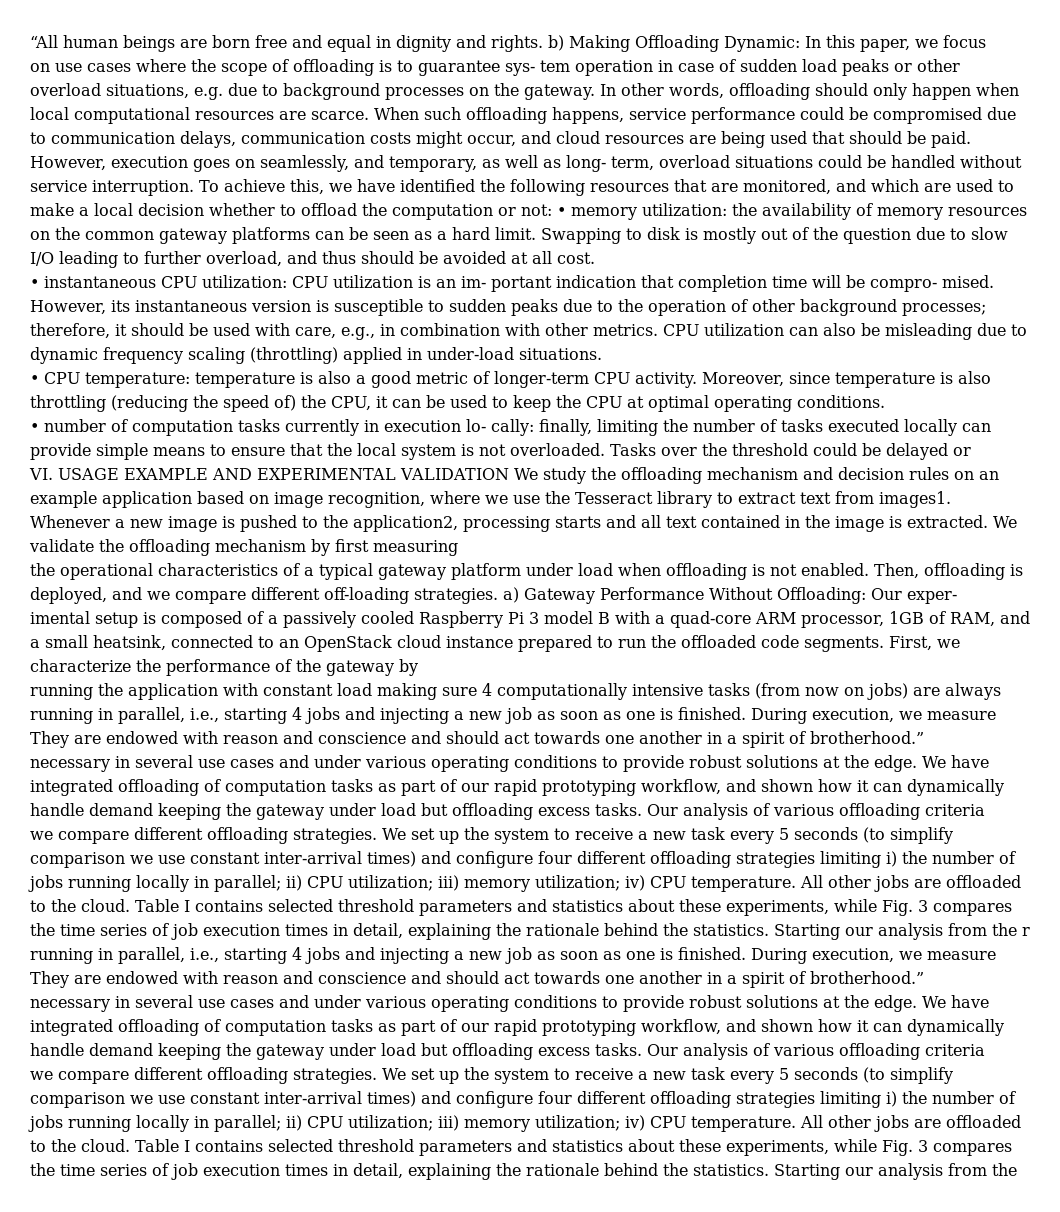 “All human beings are born free and equal in dignity and rights. b) Making Offloading Dynamic: In this paper, we focus
on use cases where the scope of offloading is to guarantee sys- tem operation in case of sudden load peaks or other
overload situations, e.g. due to background processes on the gateway. In other words, offloading should only happen when
local computational resources are scarce. When such offloading happens, service performance could be compromised due
to communication delays, communication costs might occur, and cloud resources are being used that should be paid.
However, execution goes on seamlessly, and temporary, as well as long- term, overload situations could be handled without
service interruption. To achieve this, we have identified the following resources that are monitored, and which are used to
make a local decision whether to offload the computation or not: • memory utilization: the availability of memory resources
on the common gateway platforms can be seen as a hard limit. Swapping to disk is mostly out of the question due to slow
I/O leading to further overload, and thus should be avoided at all cost.
• instantaneous CPU utilization: CPU utilization is an im- portant indication that completion time will be compro- mised.
However, its instantaneous version is susceptible to sudden peaks due to the operation of other background processes;
therefore, it should be used with care, e.g., in combination with other metrics. CPU utilization can also be misleading due to
dynamic frequency scaling (throttling) applied in under-load situations.
• CPU temperature: temperature is also a good metric of longer-term CPU activity. Moreover, since temperature is also
throttling (reducing the speed of) the CPU, it can be used to keep the CPU at optimal operating conditions.
• number of computation tasks currently in execution lo- cally: finally, limiting the number of tasks executed locally can
provide simple means to ensure that the local system is not overloaded. Tasks over the threshold could be delayed or
VI. USAGE EXAMPLE AND EXPERIMENTAL VALIDATION We study the offloading mechanism and decision rules on an
example application based on image recognition, where we use the Tesseract library to extract text from images1.
Whenever a new image is pushed to the application2, processing starts and all text contained in the image is extracted. We
validate the offloading mechanism by first measuring
the operational characteristics of a typical gateway platform under load when offloading is not enabled. Then, offloading is
deployed, and we compare different off-loading strategies. a) Gateway Performance Without Offloading: Our exper-
imental setup is composed of a passively cooled Raspberry Pi 3 model B with a quad-core ARM processor, 1GB of RAM, and
a small heatsink, connected to an OpenStack cloud instance prepared to run the offloaded code segments. First, we
characterize the performance of the gateway by
running the application with constant load making sure 4 computationally intensive tasks (from now on jobs) are always
running in parallel, i.e., starting 4 jobs and injecting a new job as soon as one is finished. During execution, we measure
They are endowed with reason and conscience and should act towards one another in a spirit of brotherhood.”
necessary in several use cases and under various operating conditions to provide robust solutions at the edge. We have
integrated offloading of computation tasks as part of our rapid prototyping workflow, and shown how it can dynamically
handle demand keeping the gateway under load but offloading excess tasks. Our analysis of various offloading criteria
we compare different offloading strategies. We set up the system to receive a new task every 5 seconds (to simplify
comparison we use constant inter-arrival times) and configure four different offloading strategies limiting i) the number of
jobs running locally in parallel; ii) CPU utilization; iii) memory utilization; iv) CPU temperature. All other jobs are offloaded
to the cloud. Table I contains selected threshold parameters and statistics about these experiments, while Fig. 3 compares
the time series of job execution times in detail, explaining the rationale behind the statistics. Starting our analysis from the r
running in parallel, i.e., starting 4 jobs and injecting a new job as soon as one is finished. During execution, we measure
They are endowed with reason and conscience and should act towards one another in a spirit of brotherhood.”
necessary in several use cases and under various operating conditions to provide robust solutions at the edge. We have
integrated offloading of computation tasks as part of our rapid prototyping workflow, and shown how it can dynamically
handle demand keeping the gateway under load but offloading excess tasks. Our analysis of various offloading criteria
we compare different offloading strategies. We set up the system to receive a new task every 5 seconds (to simplify
comparison we use constant inter-arrival times) and configure four different offloading strategies limiting i) the number of
jobs running locally in parallel; ii) CPU utilization; iii) memory utilization; iv) CPU temperature. All other jobs are offloaded
to the cloud. Table I contains selected threshold parameters and statistics about these experiments, while Fig. 3 compares
the time series of job execution times in detail, explaining the rationale behind the statistics. Starting our analysis from the